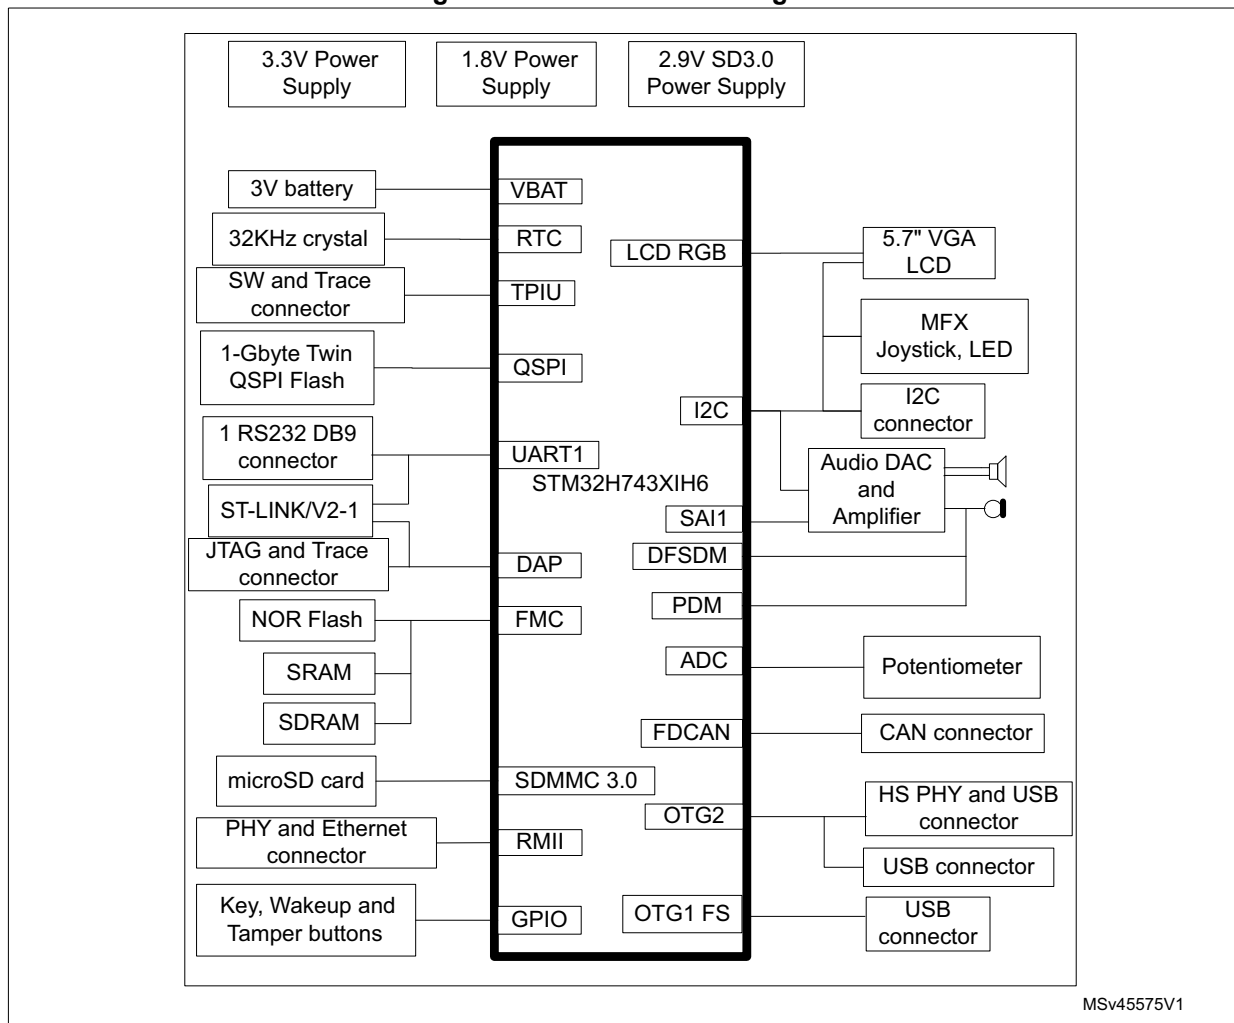 3.3V Power
Supply
1.8V Power
Supply
2.9V SD3.0
Power Supply
3V battery
VBAT
32KHz crystal
RTC
LCD RGB
5.7" VGA
LCD
SW and Trace
connector
TPIU
MFX
Joystick, LED
1-Gbyte Twin
QSPI Flash
QSPI
I2C
I2C
connector
1 RS232 DB9
connector
UART1
STM32H743XIH6
Audio DAC
and
Amplifier
ST-LINK/V2-1
SAI1
JTAG and Trace
connector
DAP
DFSDM
NOR Flash
FMC
PDM
SRAM
ADC
Potentiometer
SDRAM
FDCAN
CAN connector
microSD card
SDMMC 3.0
OTG2
HS PHY and USB
connector
PHY and Ethernet
connector
RMII
USB connector
Key, Wakeup and
Tamper buttons
GPIO
OTG1 FS
USB
connector
MSv45575V1